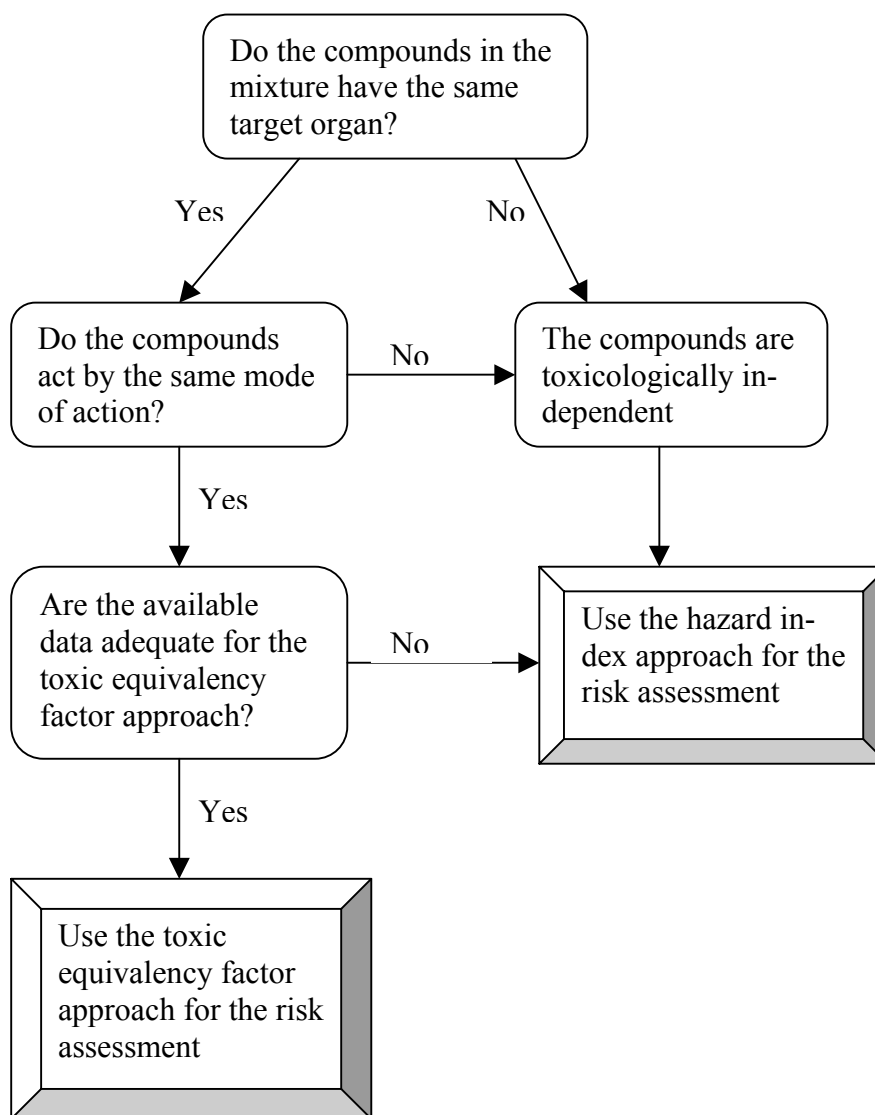 Do the compounds in the
mixture have the same
target organ?
Yes
No
Do the compounds
act by the same mode
of action?
No
The compounds are
toxicologically in-
dependent
Yes
Are the available
data adequate for the
toxic equivalency
factor approach?
No
Use the hazard in-
dex approach for the
risk assessment
Yes
Use the toxic
equivalency factor
approach for the risk
assessment